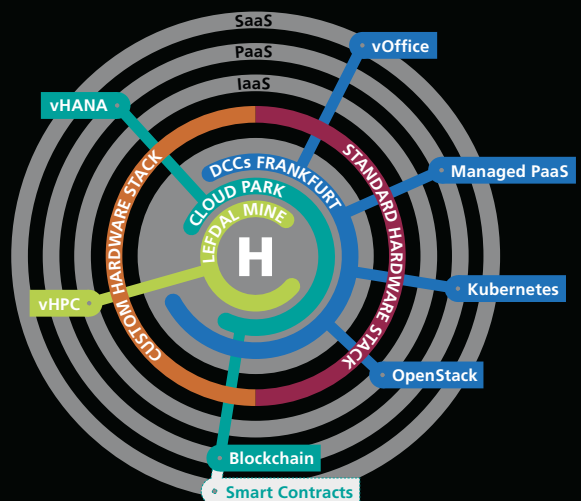 SaaS
PaaS
IaaS
vOffice
vHANA
DCCs FRANKFURT
CLOUD PARK
LEFDAL MINE
H
CUSTOM HARDWARE STACK
STANDARD HARDWARE STACK
Managed PaaS
Kubernetes
vHPC
OpenStack
Blockchain
Smart Contracts